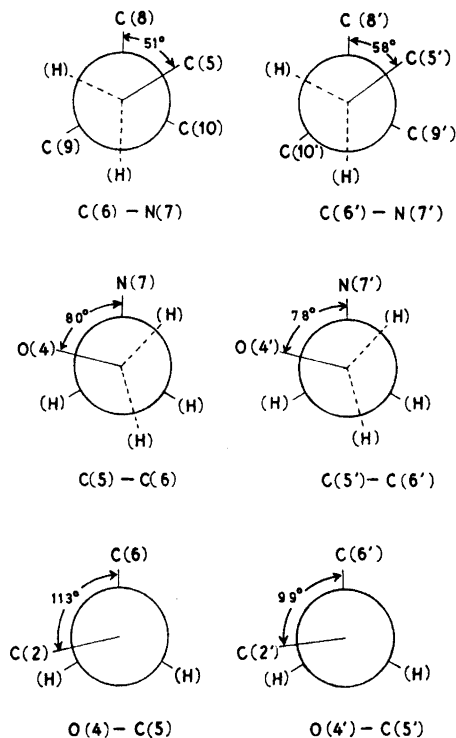 C(8)
51°
C(5)
(H)
C(10)
C(9)
(H)
C(6) – N(7)
C(8')
58°
C(5')
(H)
C(9')
C(10')
(H)
C(6') – N(7')
N(7)
80°
(H)
O(4)
(H)
(H)
(H)
C(5) – C(6)
N(7')
78°
(H)
O(4')
(H)
(H)
(H)
C(5') – C(6')
C(6)
113°
C(2)
(H)
(H)
O(4) – C(5)
C(6')
99°
C(2')
(H)
(H)
O(4') – C(5')